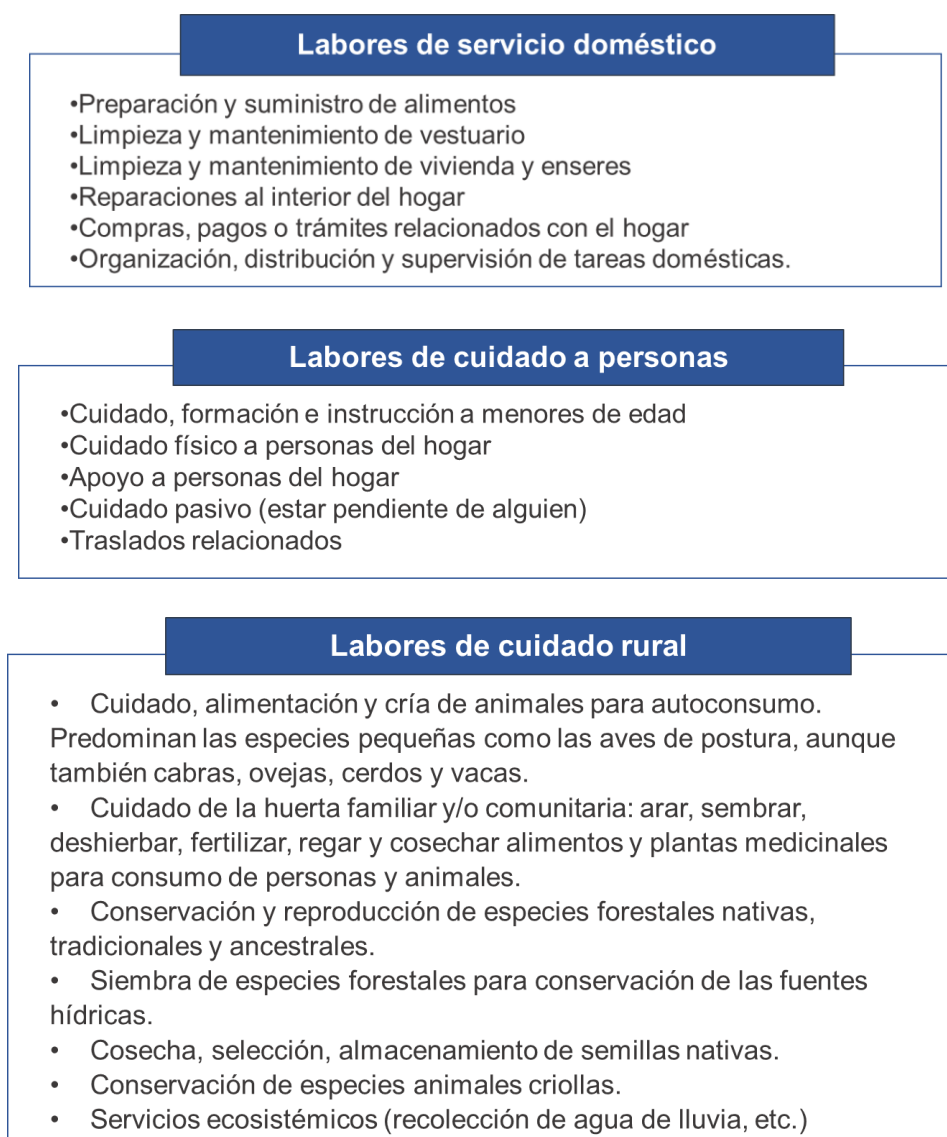 Labores de servicio doméstico
•Preparación y suministro de alimentos
•Limpieza y mantenimiento de vestuario
•Limpieza y mantenimiento de vivienda y enseres
•Reparaciones al interior del hogar
•Compras, pagos o trámites relacionados con el hogar
•Organización, distribución y supervisión de tareas domésticas.
Labores de cuidado a personas
•Cuidado, formación e instrucción a menores de edad
•Cuidado físico a personas del hogar
•Apoyo a personas del hogar
•Cuidado pasivo (estar pendiente de alguien)
•Traslados relacionados
Labores de cuidado rural
• Cuidado, alimentación y cría de animales para autoconsumo.
Predominan las especies pequeñas como las aves de postura, aunque
también cabras, ovejas, cerdos y vacas.
• Cuidado de la huerta familiar y/o comunitaria: arar, sembrar,
deshierbar, fertilizar, regar y cosechar alimentos y plantas medicinales
para consumo de personas y animales.
• Conservación y reproducción de especies forestales nativas,
tradicionales y ancestrales.
• Siembra de especies forestales para conservación de las fuentes
hídricas.
• Cosecha, selección, almacenamiento de semillas nativas.
• Conservación de especies animales criollas.
• Servicios ecosistémicos (recolección de agua de lluvia, etc.)